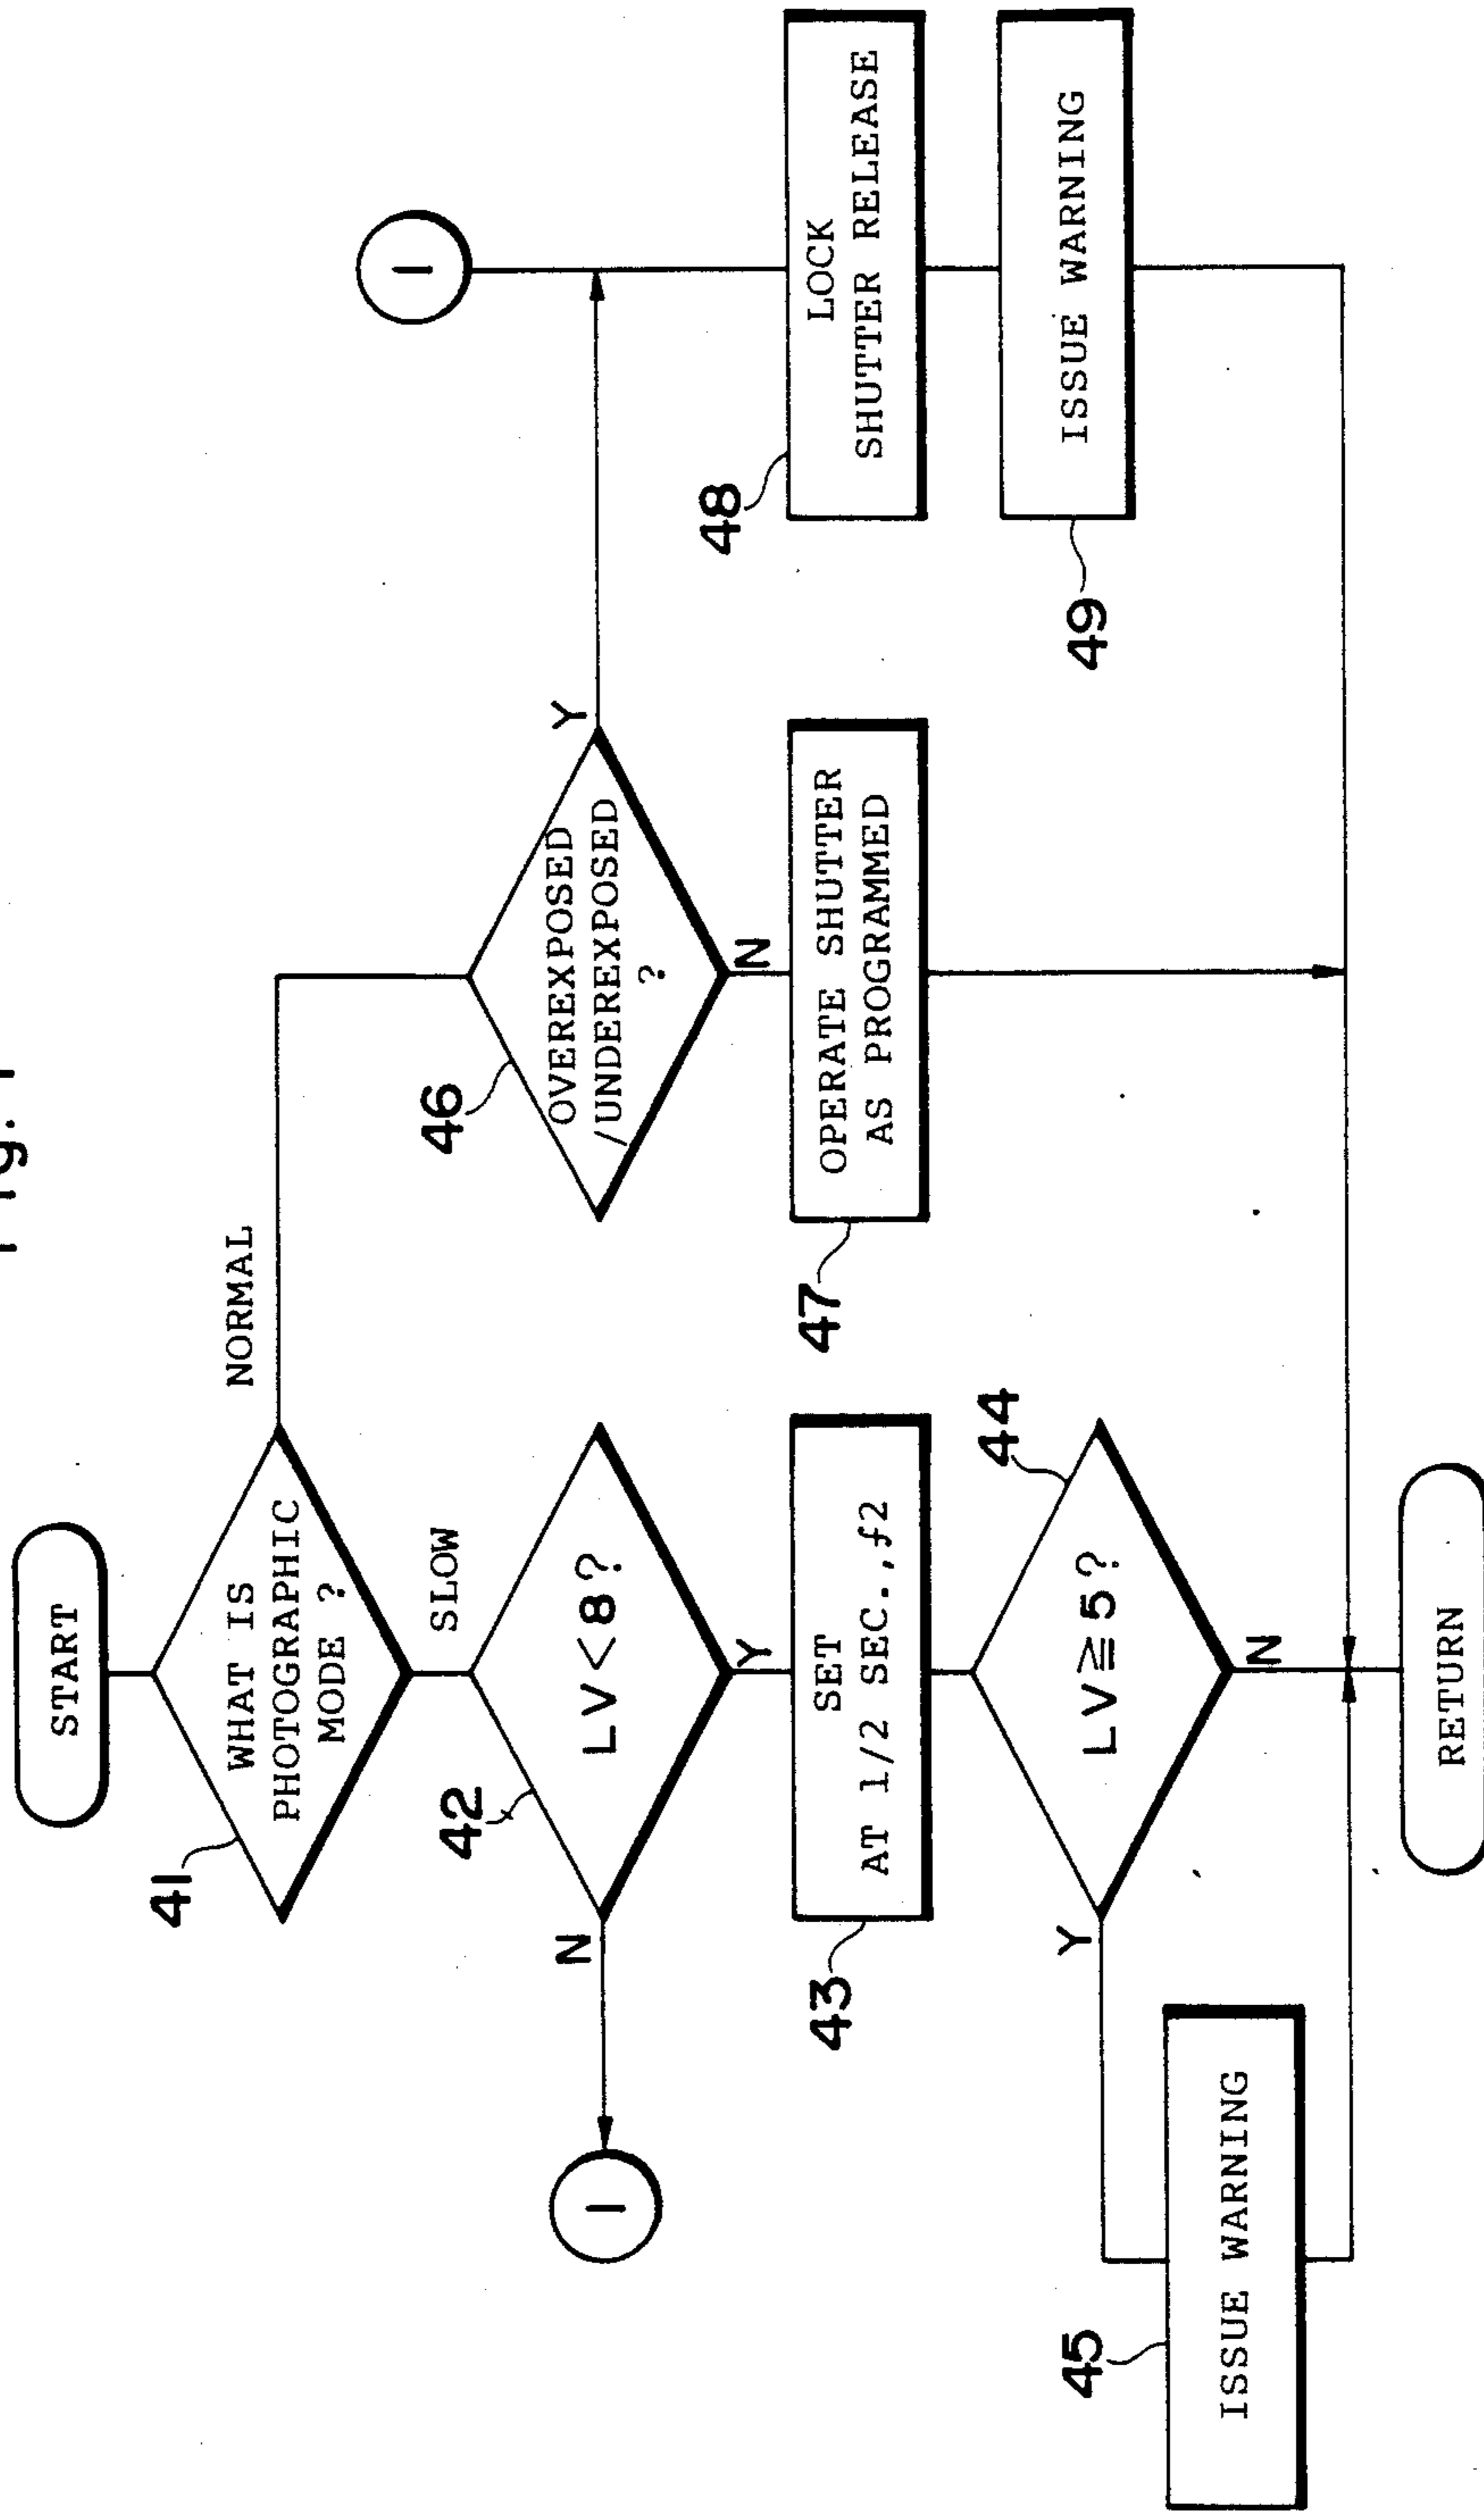 START
41
WHAT IS
PHOTOGRAPHIC
MODE ?
NORMAL
SLOW
42
LV<8?
N
1
Y
43
SET
AT 1/2 SEC.,f2
44
LV≧5?
Y
N
45
ISSUE WARNING
RETURN
46
OVEREXPOSED
/UNDEREXPOSED
?
Y
N
47
OPERATE SHUTTER
AS PROGRAMMED
1
48
LOCK
SHUTTER RELEASE
49
ISSUE WARNING